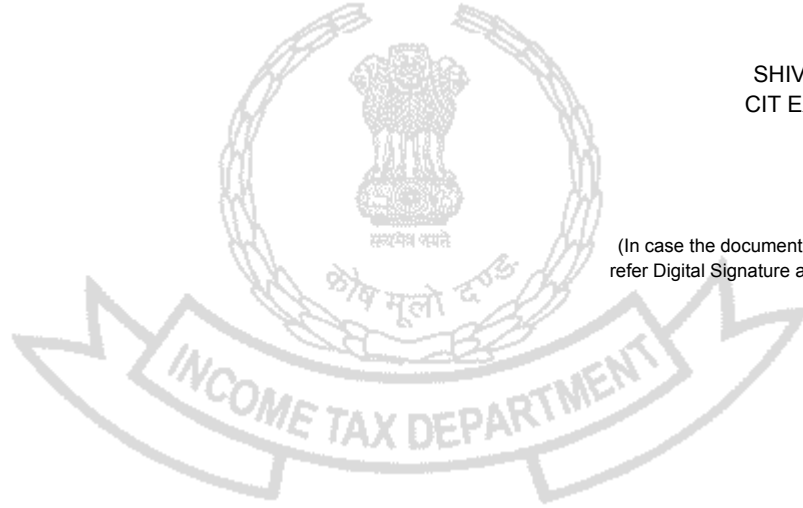 SHIV
CIT E
(In case the document
refer Digital Signature a
सत्यमेव जयते
कोष मूलो दण्डः
INCOME TAX DEPARTMENT